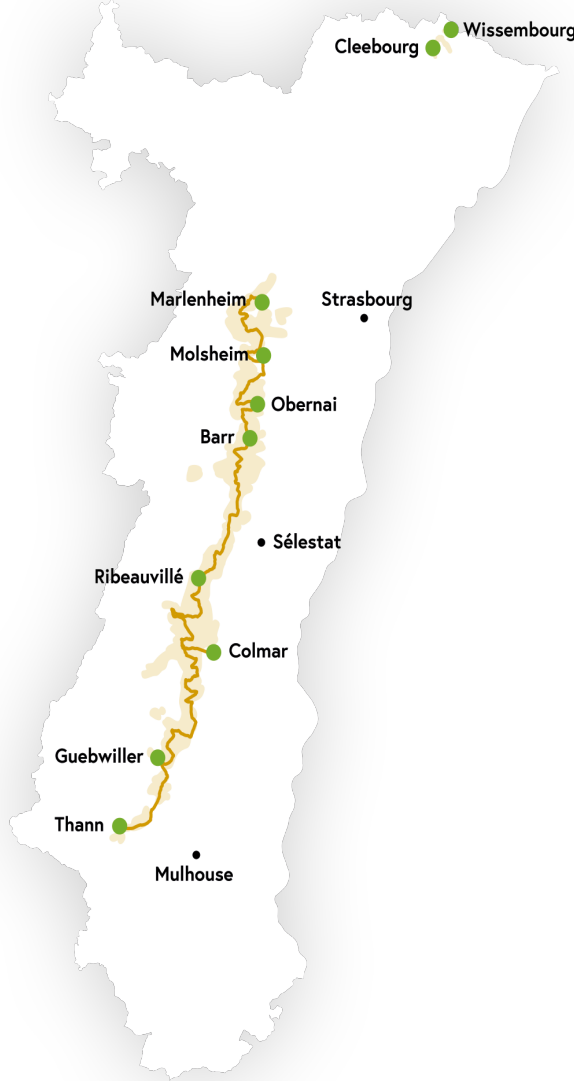 Wissembourg
Cleebourg
Marlenheim
Strasbourg
Molsheim
Obernai
Barr
Sélestat
Ribeauvillé
Colmar
Guebwiller
Thann
Mulhouse